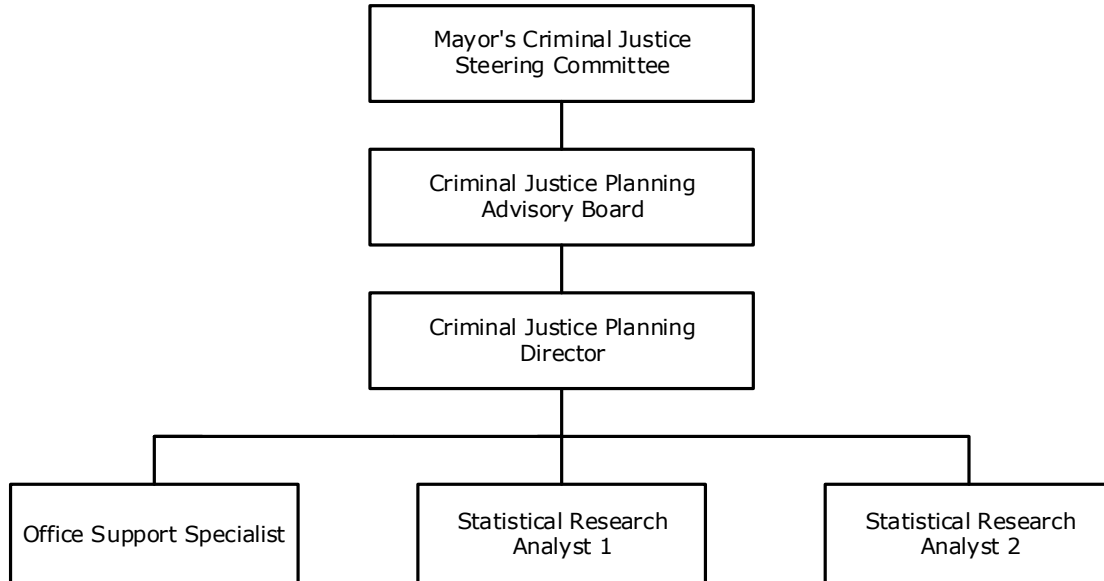 Mayor's Criminal Justice
Steering Committee
Criminal Justice Planning
Advisory Board
Criminal Justice Planning
Director
Office Support Specialist
Statistical Research
Analyst 1
Statistical Research
Analyst 2